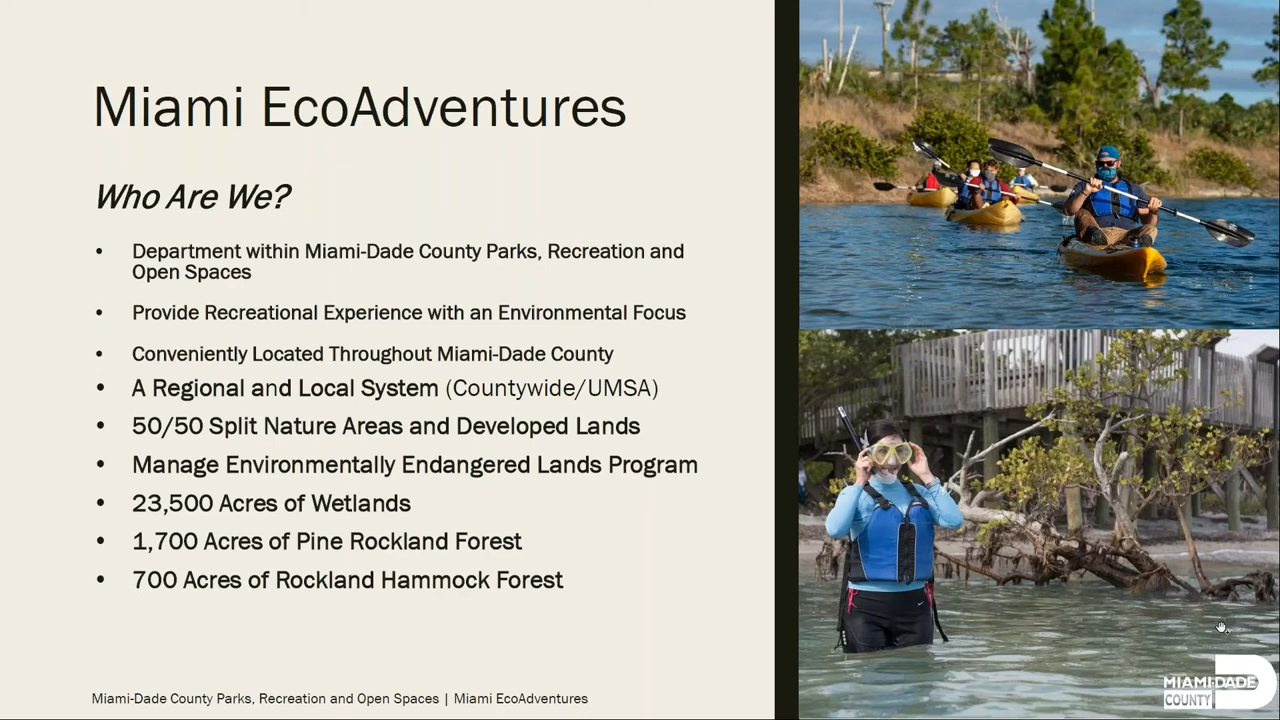 Miami EcoAdventures
Who Are We?
• Department within Miami-Dade County Parks, Recreation and
Open Spaces
• Provide Recreational Experience with an Environmental Focus
• Conveniently Located Throughout Miami-Dade County
• A Regional and Local System (Countywide/UMSA)
• 50/50 Split Nature Areas and Developed Lands
• Manage Environmentally Endangered Lands Program
• 23,500 Acres of Wetlands
• 1,700 Acres of Pine Rockland Forest
• 700 Acres of Rockland Hammock Forest
Miami-Dade County Parks, Recreation and Open Spaces | Miami EcoAdventures
MIAMI-DADE
COUNTY